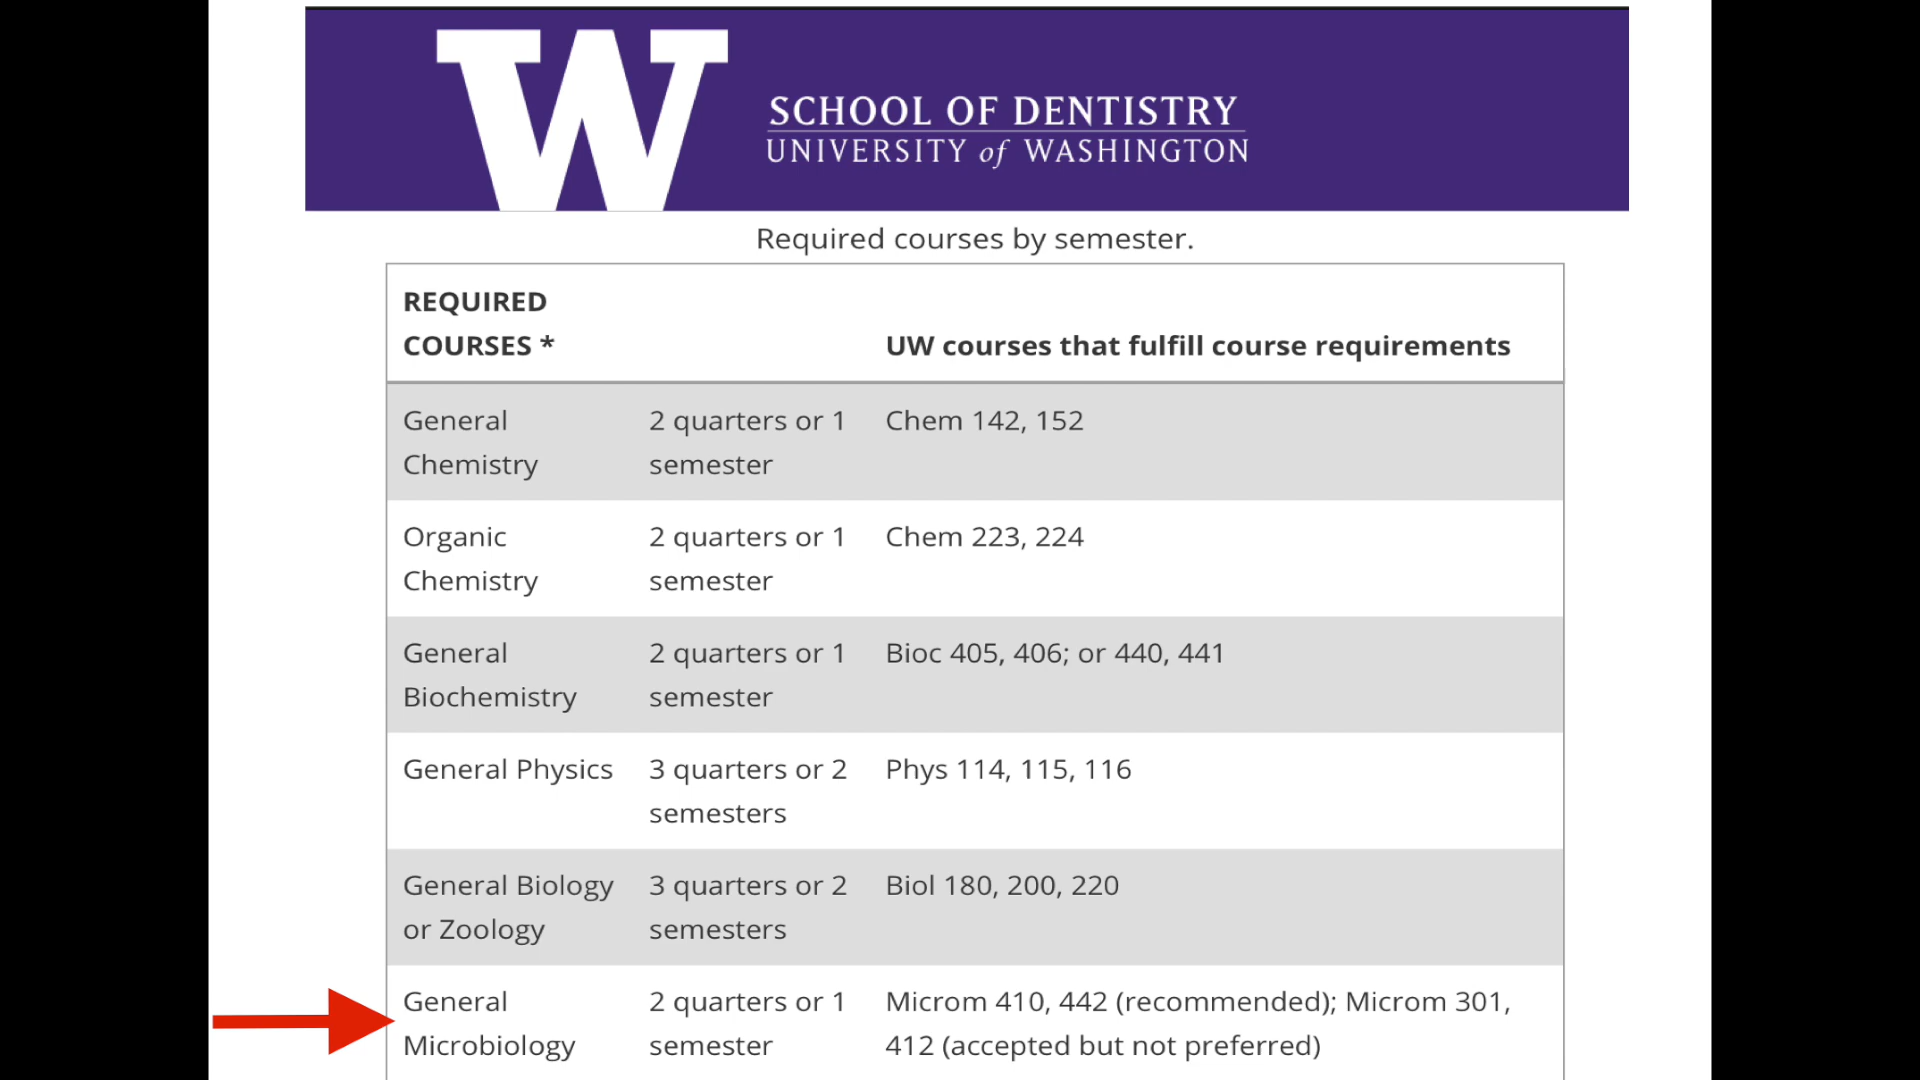 W
SCHOOL OF DENTISTRY
UNIVERSITY of WASHINGTON
Required courses by semester.
REQUIRED
COURSES *
UW courses that fulfill course requirements
General
Chemistry
2 quarters or 1
semester
Chem 142, 152
Organic
Chemistry
2 quarters or 1
semester
Chem 223, 224
General
Biochemistry
2 quarters or 1
semester
Bioc 405, 406; or 440, 441
General Physics
3 quarters or 2
semesters
Phys 114, 115, 116
General Biology
or Zoology
3 quarters or 2
semesters
Biol 180, 200, 220
General
Microbiology
2 quarters or 1
semester
Microm 410, 442 (recommended); Microm 301,
412 (accepted but not preferred)